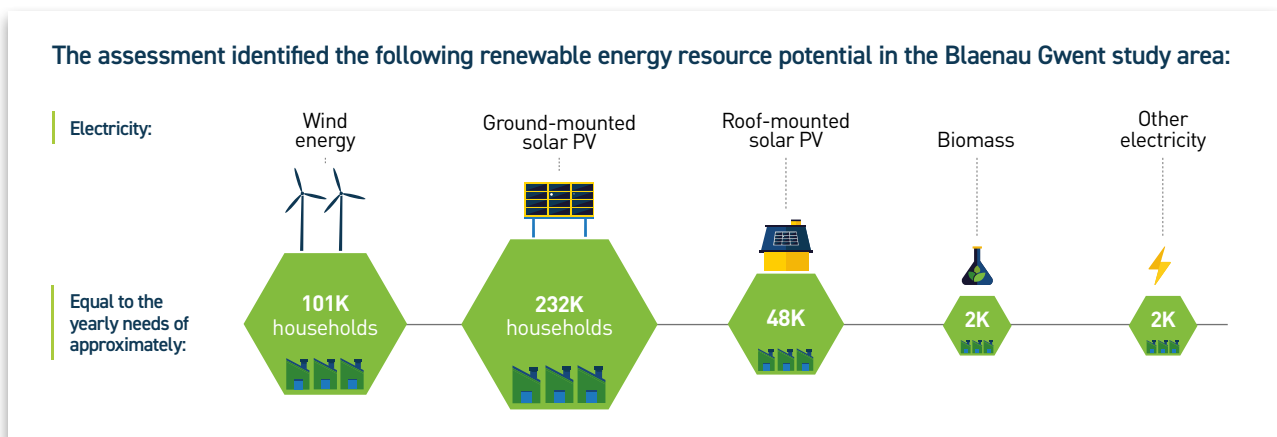 The assessment identified the following renewable energy resource potential in the Blaenau Gwent study area:
Electricity:
Wind
energy
Ground-mounted
solar PV
Roof-mounted
solar PV
Biomass
Other
electricity
Equal to the
yearly needs of
approximately:
101K
households
232K
households
48K
2K
2K